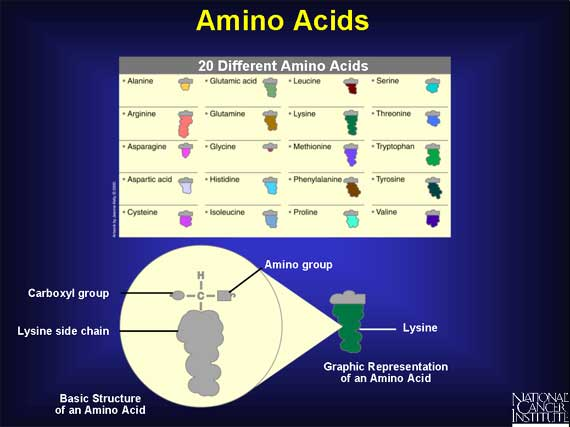 Amino Acids
20 Different Amino Acids
• Alanine • Glutamic acid • Leucine • Serine
• Arginine • Glutamine • Lysine • Threonine
• Asparagine • Glycine • Methionine • Tryptophan
• Aspartic acid • Histidine • Phenylalanine • Tyrosine
• Cysteine • Isoleucine • Proline • Valine
Amino group
H
Carboxyl group
C
Lysine side chain
Lysine
Graphic Representation
of an Amino Acid
Basic Structure
of an Amino Acid
NATIONAL
CANCER
INSTITUTE